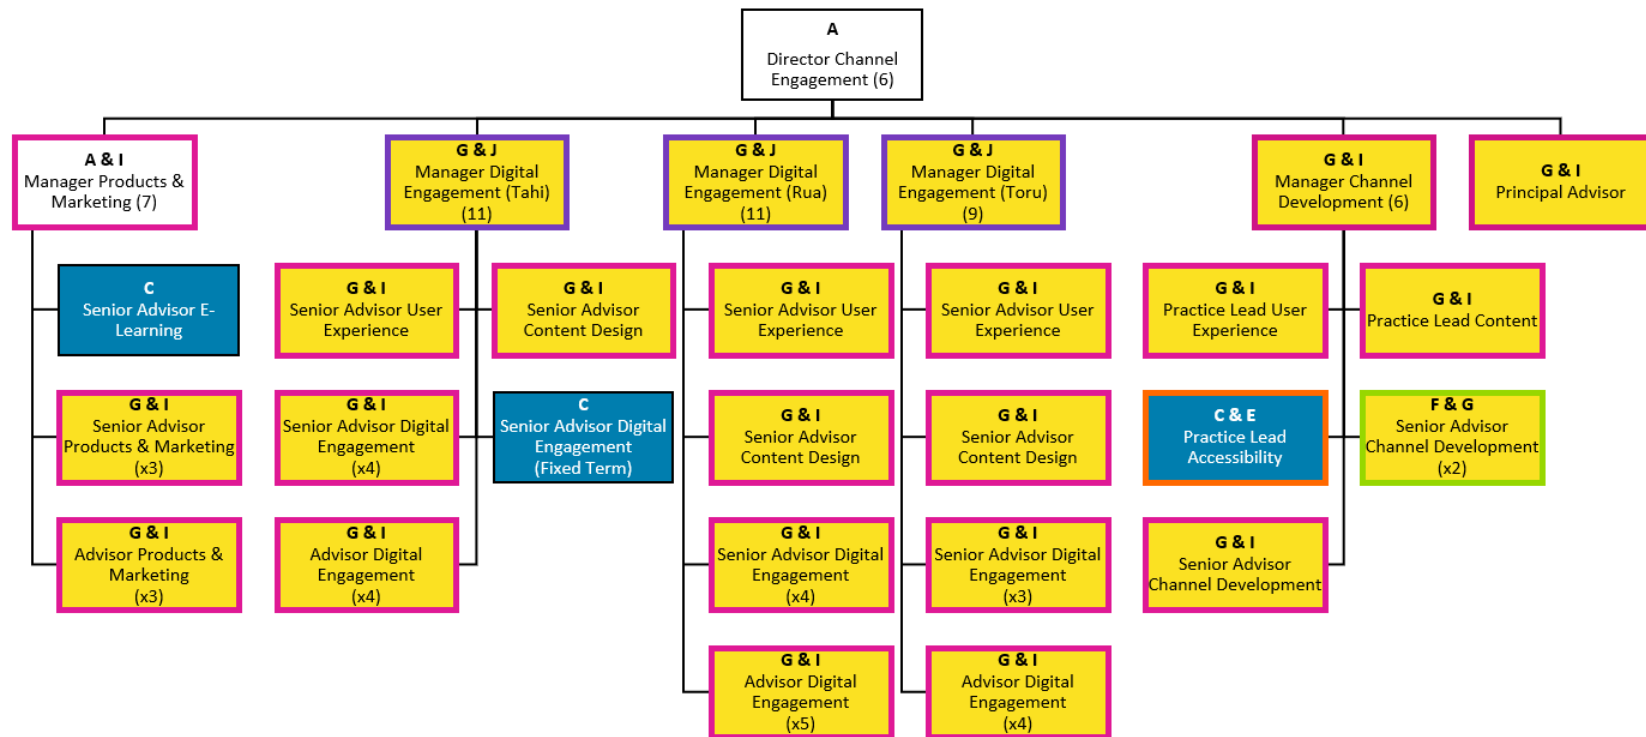 A
Director Channel
Engagement (6)
A & I
Manager Products &
Marketing (7)
G & J
Manager Digital
Engagement (Tahi)
(11)
G & J
Manager Digital
Engagement (Rua)
(11)
G & J
Manager Digital
Engagement (Toru)
(9)
G & I
Manager Channel
Development (6)
G & I
Principal Advisor
C
Senior Advisor E-
Learning
G & I
Senior Advisor User
Experience
G & I
Senior Advisor
Content Design
G & I
Senior Advisor User
Experience
G & I
Senior Advisor User
Experience
G & I
Practice Lead User
Experience
G & I
Practice Lead Content
G & I
Senior Advisor
Products & Marketing
(x3)
G & I
Senior Advisor Digital
Engagement
(x4)
C
Senior Advisor Digital
Engagement
(Fixed Term)
G & I
Senior Advisor
Content Design
G & I
Senior Advisor
Content Design
C & E
Practice Lead
Accessibility
F & G
Senior Advisor
Channel Development
(x2)
G & I
Advisor Products &
Marketing
(x3)
G & I
Advisor Digital
Engagement
(x4)
G & I
Senior Advisor Digital
Engagement
(x4)
G & I
Senior Advisor Digital
Engagement
(x3)
G & I
Senior Advisor
Channel Development
G & I
Advisor Digital
Engagement
(x5)
G & I
Advisor Digital
Engagement
(x4)